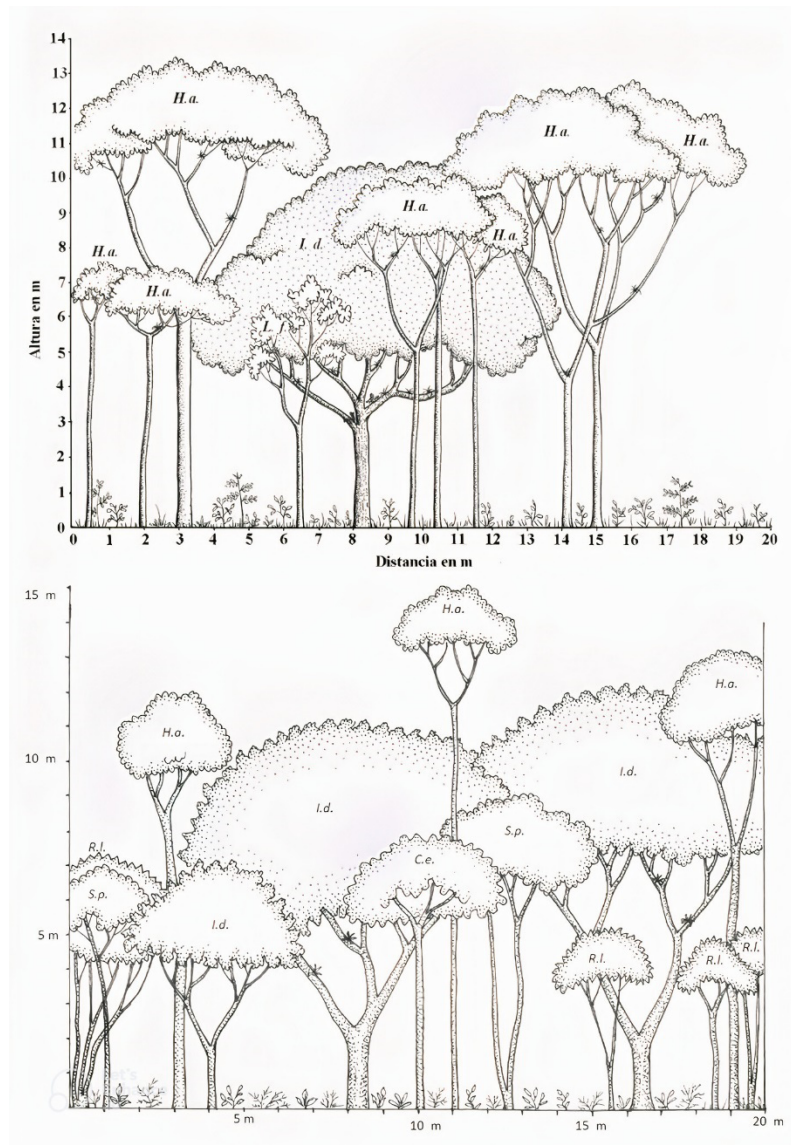 14
13
12
11
10
9
8
7
6
5
4
3
2
1
0
Altura en m
H.a.
H.a.
H.a.
H.a.
H.a.
I. d.
H.a.
H.a.
H.a.
I. f.
0 1 2 3 4 5 6 7 8 9 10 11 12 13 14 15 16 17 18 19 20
Distancia en m
15 m
10 m
5 m
H.a.
H.a.
H.a.
I.d.
I.d.
S.p.
C.e.
R.l.
S.p.
I.d.
R.l.
R.l.
R.l.
5 m 10 m 15 m 20 m